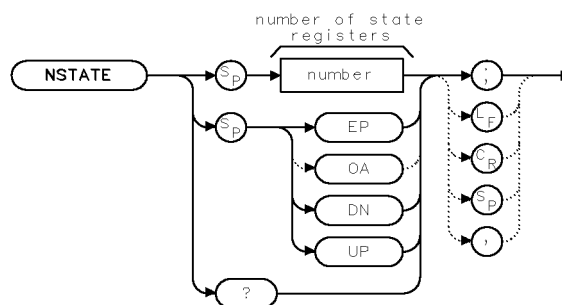 number of state
registers
NSTATE
SP
number
;
SP
EP
LF
OA
CR
DN
SP
UP
,
?